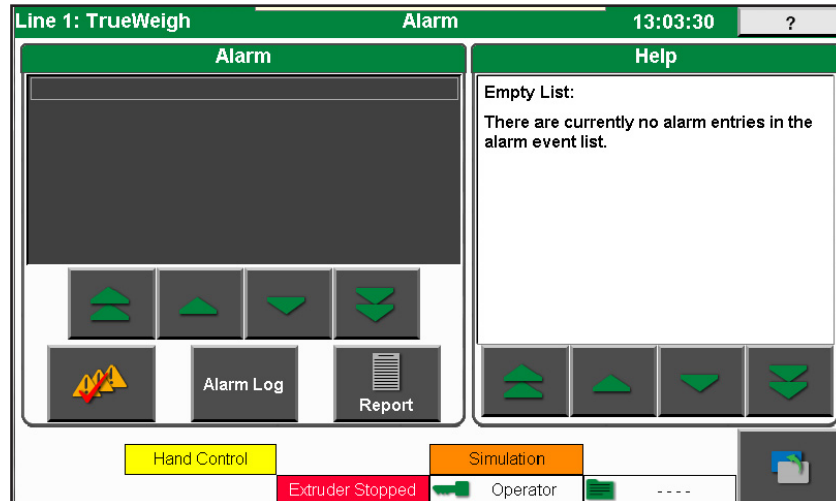 Line 1: TrueWeigh Alarm 13:03:30 ?
Alarm
Help
Empty List:
There are currently no alarm entries in the
alarm event list.
Alarm Log
Report
Hand Control Simulation
Extruder Stopped Operator ----